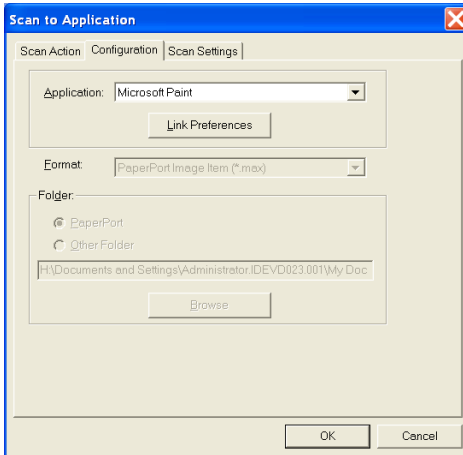 Scan to Application
Scan Action Configuration Scan Settings
Application: Microsoft Paint
Link Preferences
Format: PaperPort Image Item (*.max)
Folder:
PaperPort
Other Folder
H:\Documents and Settings\Administrator.IDEVD023.001\My Doc
Browse
OK Cancel